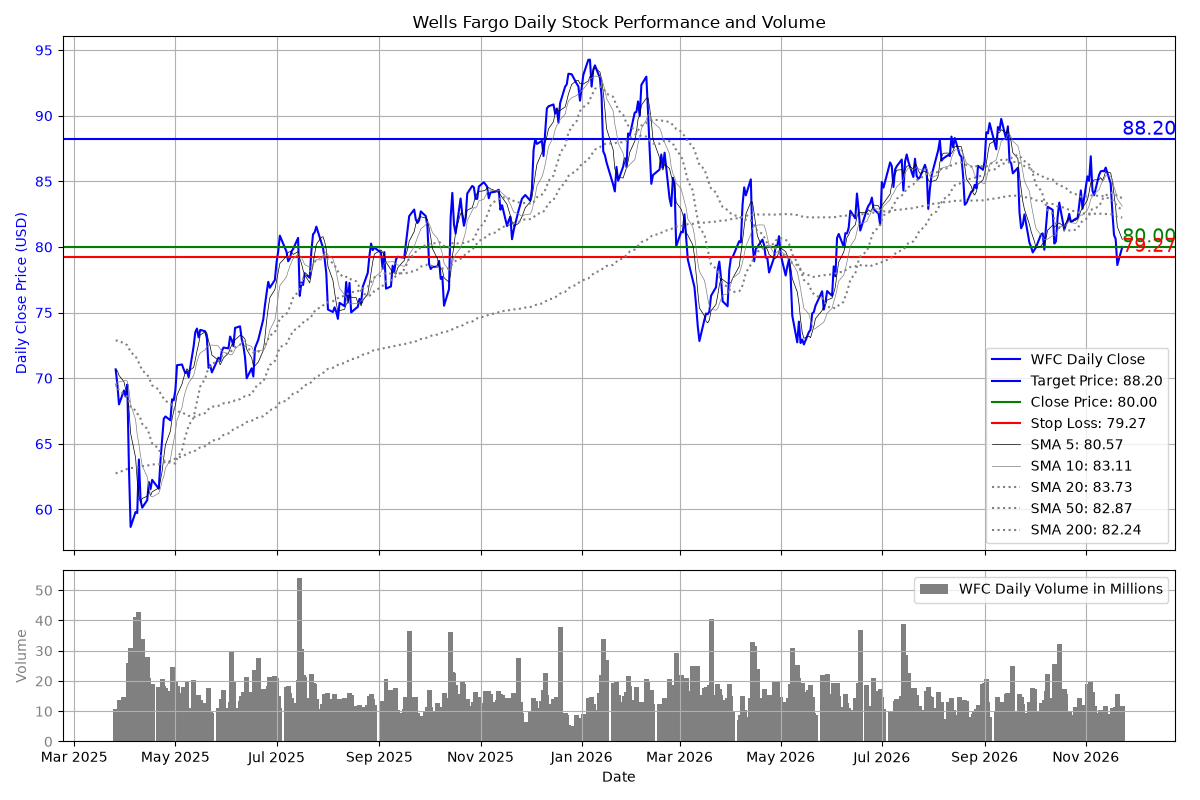 Wells Fargo Daily Stock Performance and Volume
Daily Close Price (USD)
95
90
85
80
75
70
65
60
88.20
80.00
79.27
WFC Daily Close
Target Price: 88.20
Close Price: 80.00
Stop Loss: 79.27
SMA 5: 80.57
SMA 10: 83.11
SMA 20: 83.73
SMA 50: 82.87
SMA 200: 82.24
Volume
50
40
30
20
10
0
WFC Daily Volume in Millions
Mar 2025 May 2025 Jul 2025 Sep 2025 Nov 2025 Jan 2026 Mar 2026 May 2026 Jul 2026 Sep 2026 Nov 2026
Date